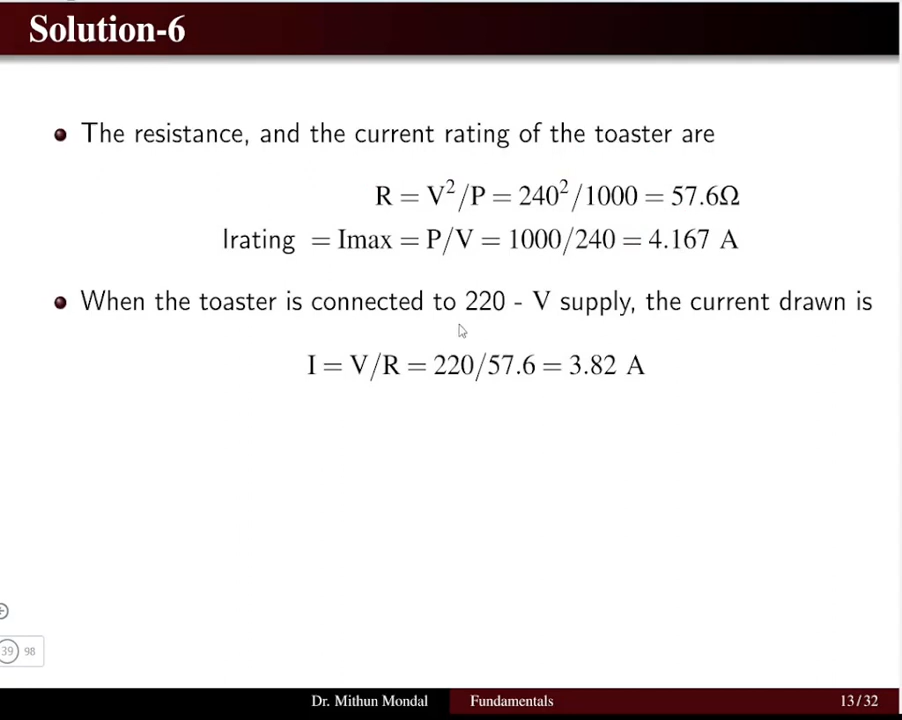 Solution-6
The resistance, and the current rating of the toaster are
R = V²/P = 240²/1000 = 57.6Ω
Irating = Imax = P/V = 1000/240 = 4.167 A
When the toaster is connected to 220 - V supply, the current drawn is
I = V/R = 220/57.6 = 3.82 A
39 98
Dr. Mithun Mondal Fundamentals 13/32